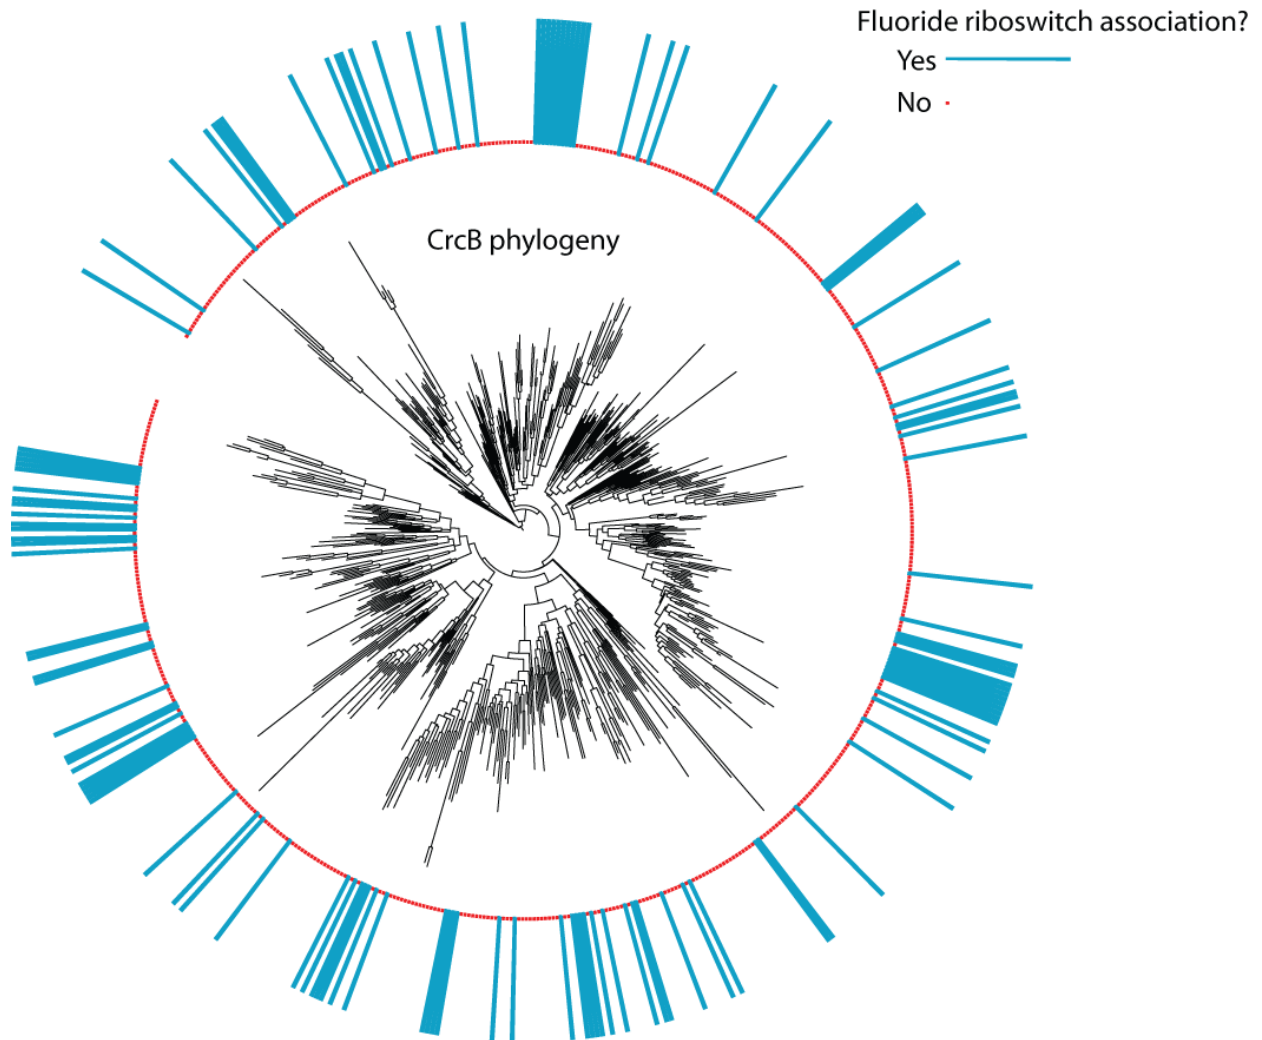 Fluoride riboswitch association?
Yes
No
CrcB phylogeny